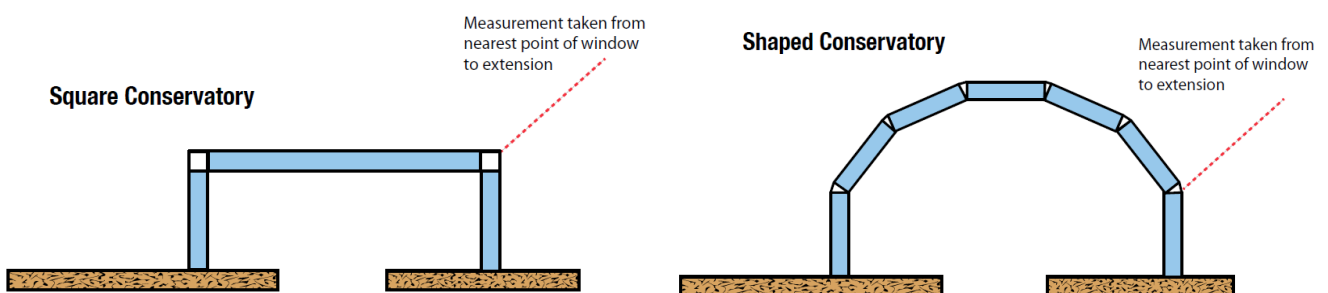 Square Conservatory
Measurement taken from
nearest point of window
to extension
Shaped Conservatory
Measurement taken from
nearest point of window
to extension